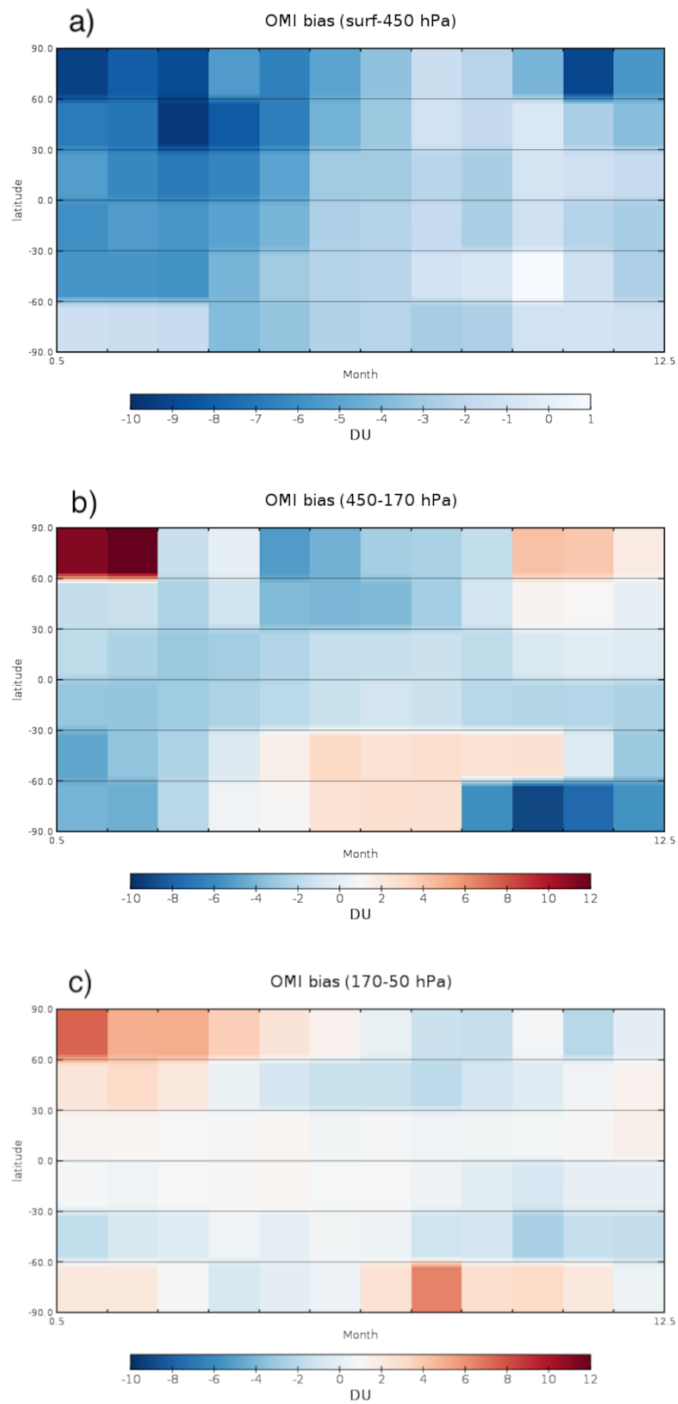 a)
OMI bias (surf-450 hPa)
90.0
60.0
30.0
0.0
-30.0
-60.0
-90.0
latitude
0.5
12.5
Month
-10 -9 -8 -7 -6 -5 -4 -3 -2 -1 0 1
DU
b)
OMI bias (450-170 hPa)
90.0
60.0
30.0
0.0
-30.0
-60.0
-90.0
latitude
0.5
12.5
Month
-10 -8 -6 -4 -2 0 2 4 6 8 10 12
DU
c)
OMI bias (170-50 hPa)
90.0
60.0
30.0
0.0
-30.0
-60.0
-90.0
latitude
0.5
12.5
Month
-10 -8 -6 -4 -2 0 2 4 6 8 10 12
DU